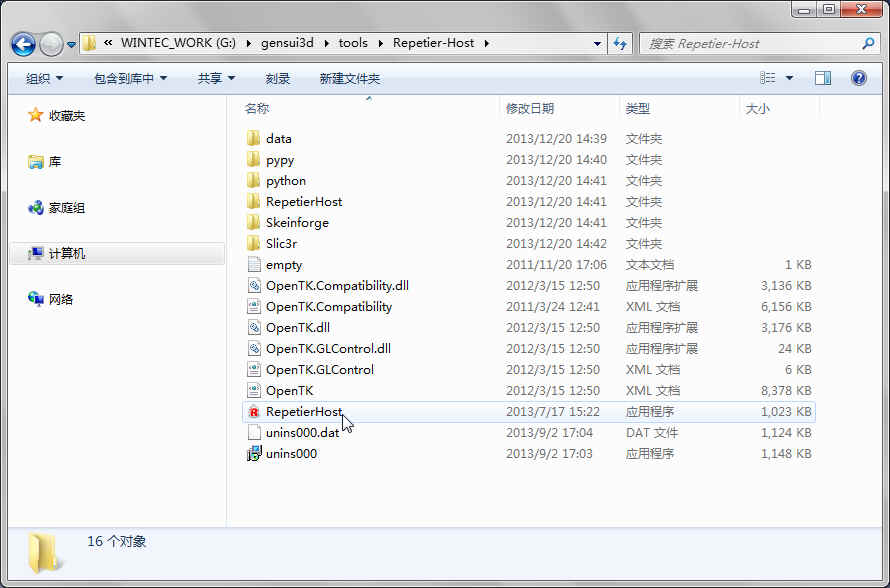 « WINTEC_WORK (G:) ▸ gensui3d ▸ tools ▸ Repetier-Host ▸ 搜索 Repetier-Host
组织 包含到库中 共享 刻录 新建文件夹
收藏夹
库
家庭组
计算机
网络
名称 修改日期 类型 大小
data 2013/12/20 14:39 文件夹
pypy 2013/12/20 14:40 文件夹
python 2013/12/20 14:41 文件夹
RepetierHost 2013/12/20 14:41 文件夹
Skeinforge 2013/12/20 14:41 文件夹
Slic3r 2013/12/20 14:42 文件夹
empty 2011/11/20 17:06 文本文档 1 KB
OpenTK.Compatibility.dll 2012/3/15 12:50 应用程序扩展 3,136 KB
OpenTK.Compatibility 2011/3/24 12:41 XML 文档 6,156 KB
OpenTK.dll 2012/3/15 12:50 应用程序扩展 3,176 KB
OpenTK.GLControl.dll 2012/3/15 12:50 应用程序扩展 24 KB
OpenTK.GLControl 2012/3/15 12:50 XML 文档 6 KB
OpenTK 2012/3/15 12:50 XML 文档 8,378 KB
RepetierHost 2013/7/17 15:22 应用程序 1,023 KB
unins000.dat 2013/9/2 17:04 DAT 文件 1,124 KB
unins000 2013/9/2 17:03 应用程序 1,148 KB
16 个对象